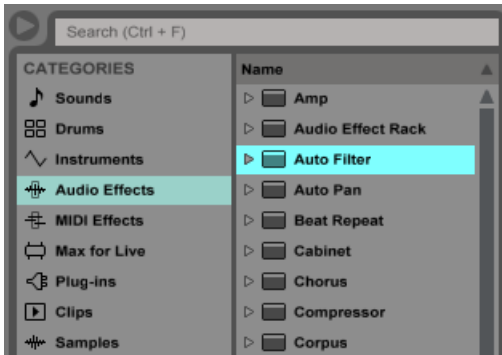 Search (Ctrl + F)
CATEGORIES
Sounds
Drums
Instruments
Audio Effects
MIDI Effects
Max for Live
Plug-ins
Clips
Samples
Name
Amp
Audio Effect Rack
Auto Filter
Auto Pan
Beat Repeat
Cabinet
Chorus
Compressor
Corpus